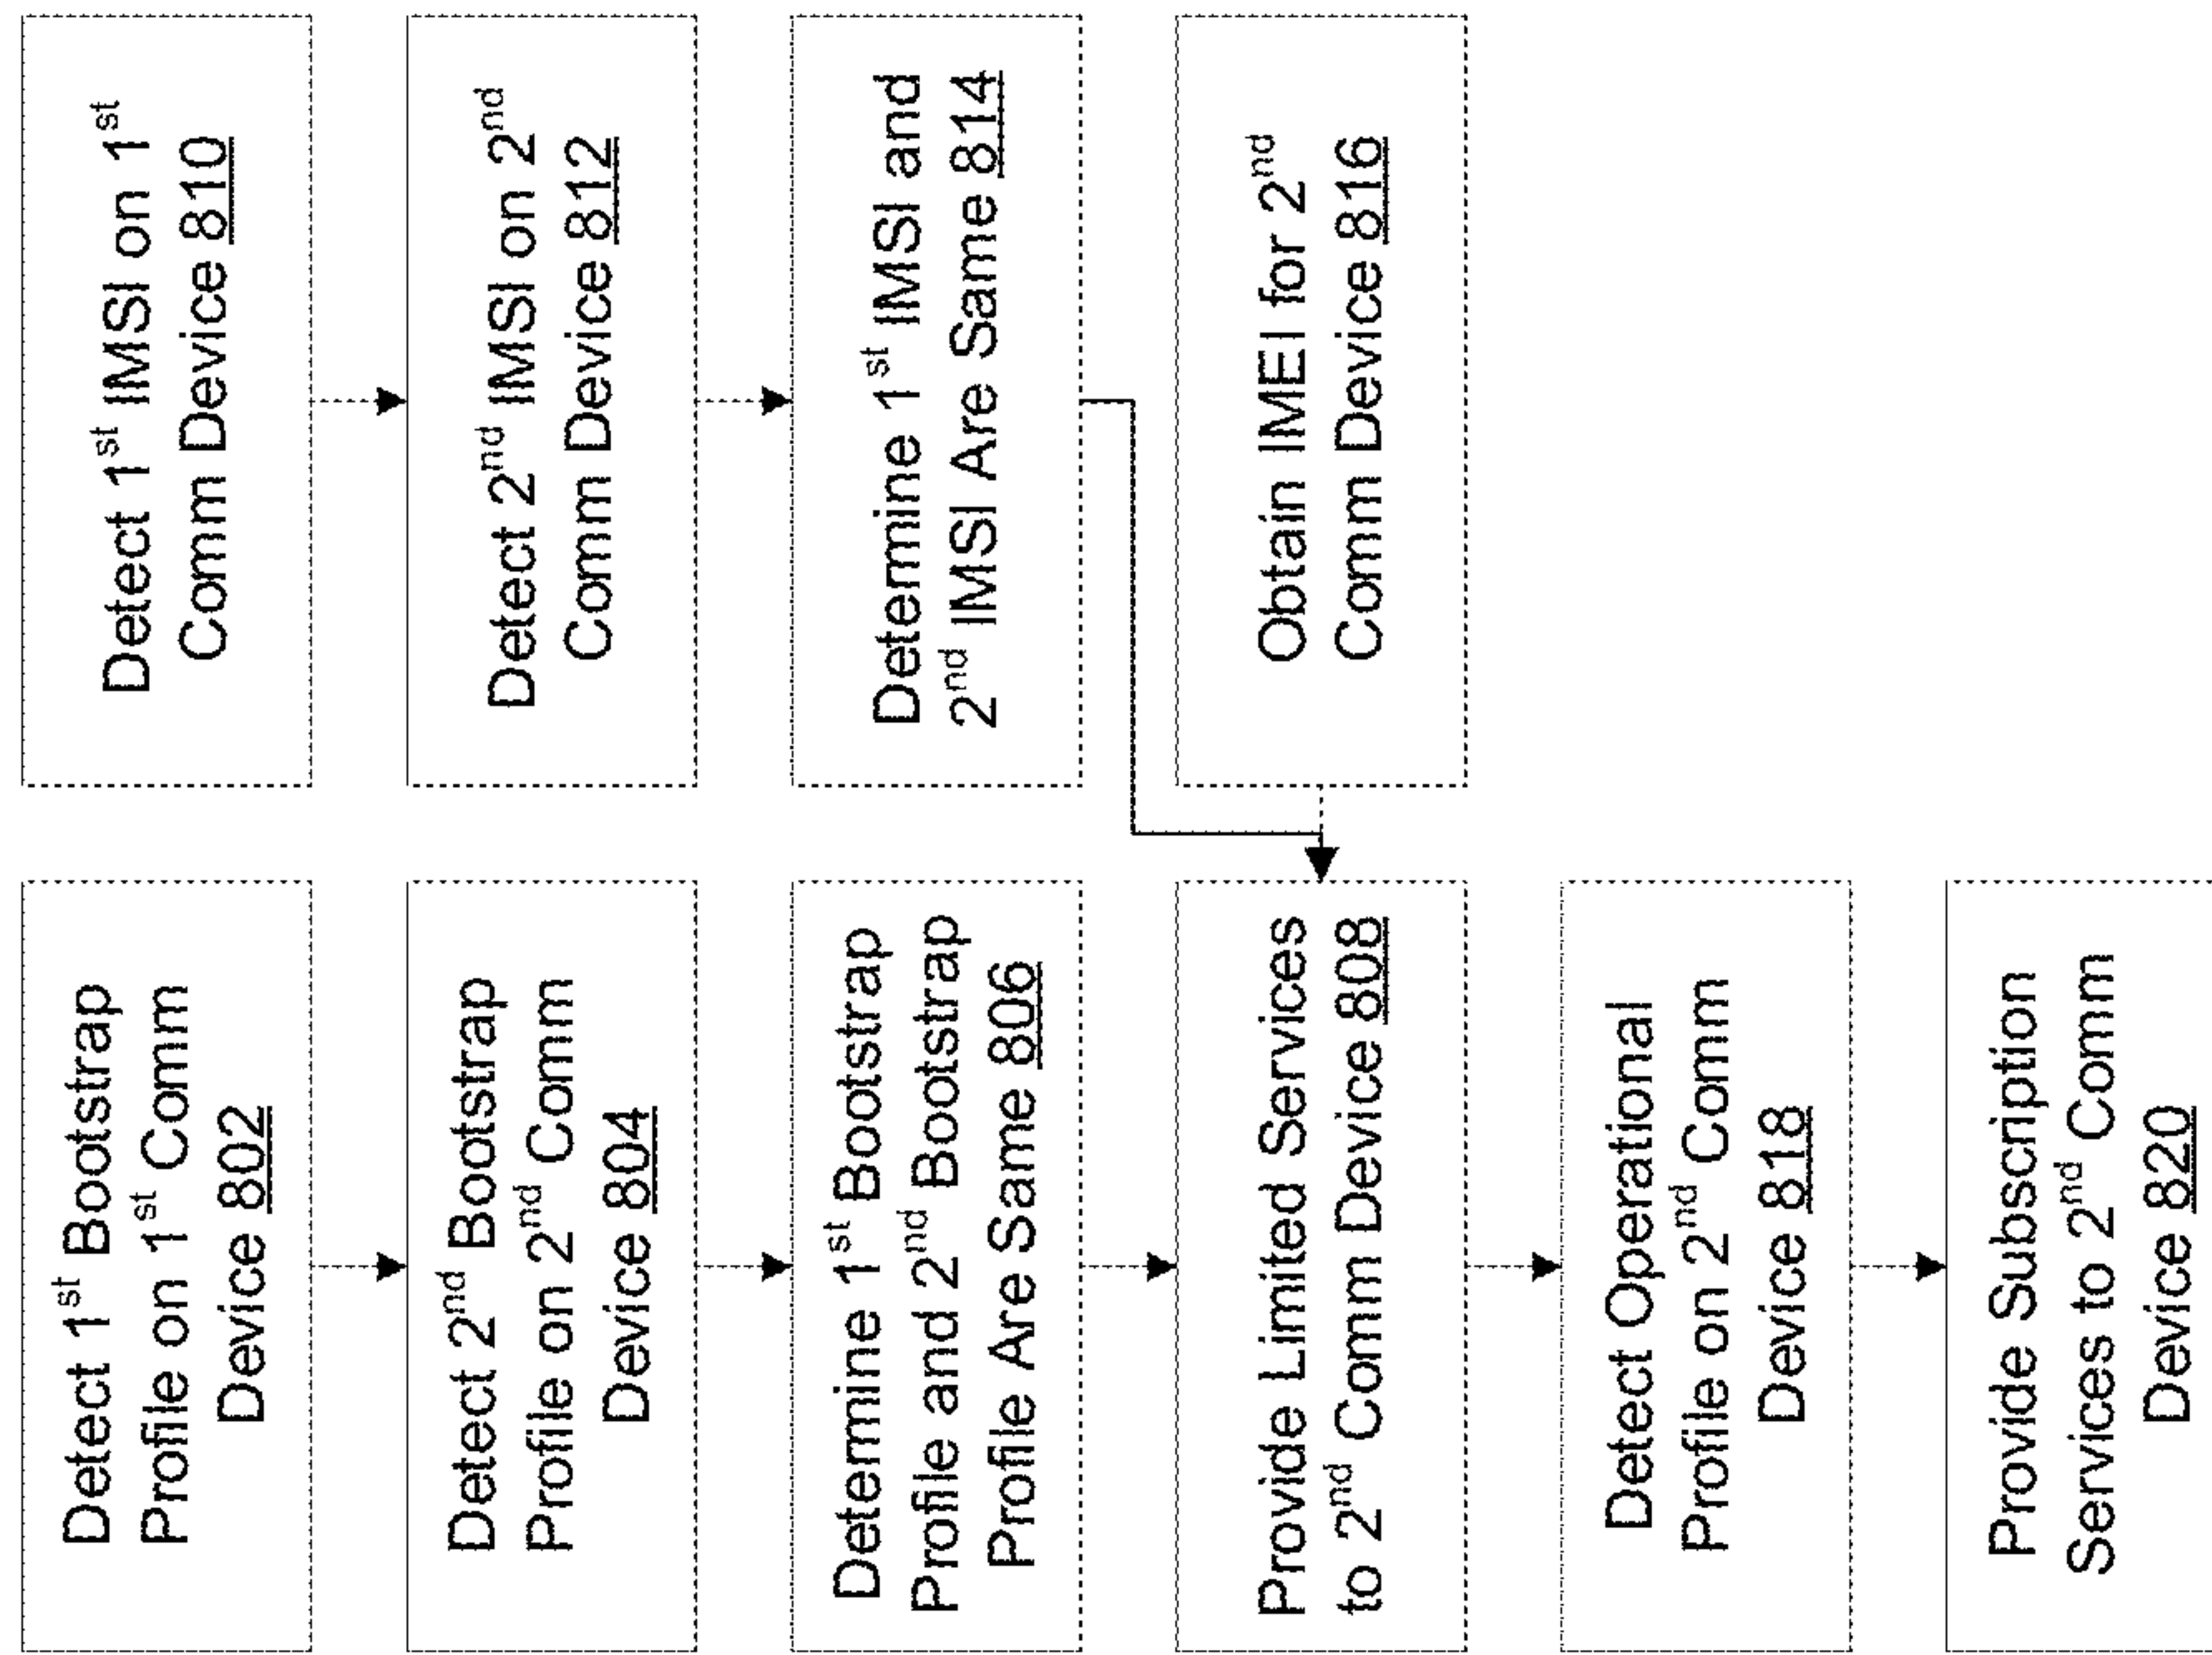 Detect 1st Bootstrap
Profile on 1st Comm
Device 802
Detect 2nd Bootstrap
Profile on 2nd Comm
Device 804
Determine 1st Bootstrap
Profile and 2nd Bootstrap
Profile Are Same 806
Provide Limited Services
to 2nd Comm Device 808
Detect Operational
Profile on 2nd Comm
Device 818
Provide Subscription
Services to 2nd Comm
Device 820
Detect 1st IMSI on 1st
Comm Device 810
Detect 2nd IMSI on 2nd
Comm Device 812
Determine 1st IMSI and
2nd IMSI Are Same 814
Obtain IMEI for 2nd
Comm Device 816